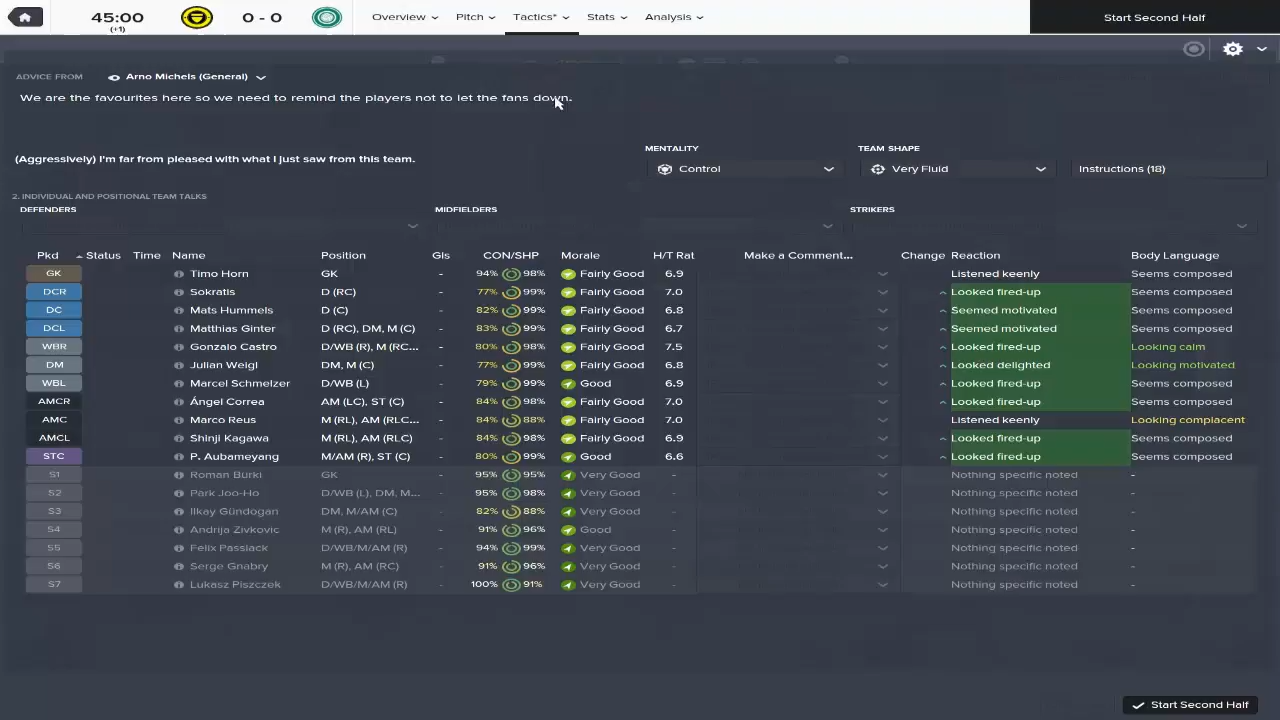 45:00 0 - 0 Overview Pitch Tactics* Stats Analysis Start Second Half
(+1)
ADVICE FROM Arno Michels (General)
We are the favourites here so we need to remind the players not to let the fans down.
MENTALITY TEAM SHAPE
(Aggressively) I'm far from pleased with what I just saw from this team.
Control Very Fluid Instructions (18)
2. INDIVIDUAL AND POSITIONAL TEAM TALKS
DEFENDERS MIDFIELDERS STRIKERS
Pkd Status Time Name Position Gls CON/SHP Morale H/T Rat Make a Comment... Change Reaction Body Language
GK Timo Horn GK - 94% 98% Fairly Good 6.9 Listened keenly Seems composed
DCR Sokratis D (RC) - 77% 99% Fairly Good 7.0 Looked fired-up Seems composed
DC Mats Hummels D (C) - 82% 99% Fairly Good 6.8 Seemed motivated Seems composed
DCL Matthias Ginter D (RC), DM, M (C) - 83% 99% Fairly Good 6.7 Seemed motivated Seems composed
WBR Gonzalo Castro D/WB (R), M (RC... - 80% 98% Fairly Good 7.5 Looked fired-up Looking calm
DM Julian Weigl DM, M (C) - 77% 99% Fairly Good 6.8 Looked delighted Looking motivated
WBL Marcel Schmelzer D/WB (L) - 79% 99% Good 6.9 Looked fired-up Seems composed
AMCR Ángel Correa AM (LC), ST (C) - 84% 98% Fairly Good 7.0 Looked fired-up Seems composed
AMC Marco Reus M (RL), AM (RLC... - 84% 88% Fairly Good 7.0 Listened keenly Looking complacent
AMCL Shinji Kagawa M (RL), AM (RLC) - 84% 98% Fairly Good 6.9 Looked fired-up Seems composed
STC P. Aubameyang M/AM (R), ST (C) - 80% 99% Good 6.6 Looked fired-up Seems composed
S1 Roman Bürki GK - 95% 95% Very Good - Nothing specific noted -
S2 Park Joo-Ho D/WB (L), DM, M... - 95% 98% Very Good - Nothing specific noted -
S3 Ilkay Gündogan DM, M/AM (C) - 82% 88% Very Good - Nothing specific noted -
S4 Andrija Zivkovic M (R), AM (RL) - 91% 96% Good - Nothing specific noted -
S5 Felix Passlack D/WB/M/AM (R) - 94% 99% Very Good - Nothing specific noted -
S6 Serge Gnabry M (R), AM (RC) - 91% 96% Very Good - Nothing specific noted -
S7 Lukasz Piszczek D/WB/M/AM (R) - 100% 91% Very Good - Nothing specific noted -
Start Second Half